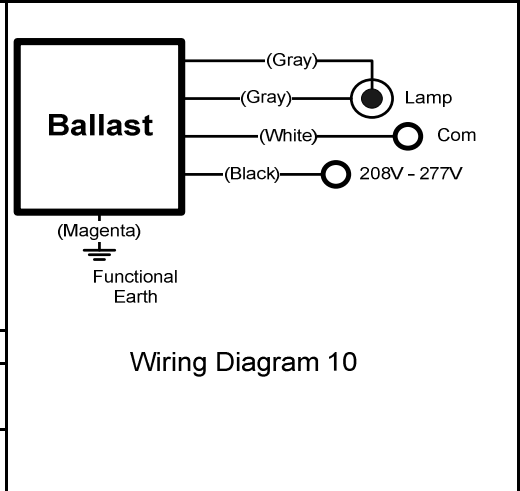 (Gray)
(Gray)
Lamp
Ballast
(White)
Com
(Black)
208V - 277V
(Magenta)
Functional
Earth
Wiring Diagram 10